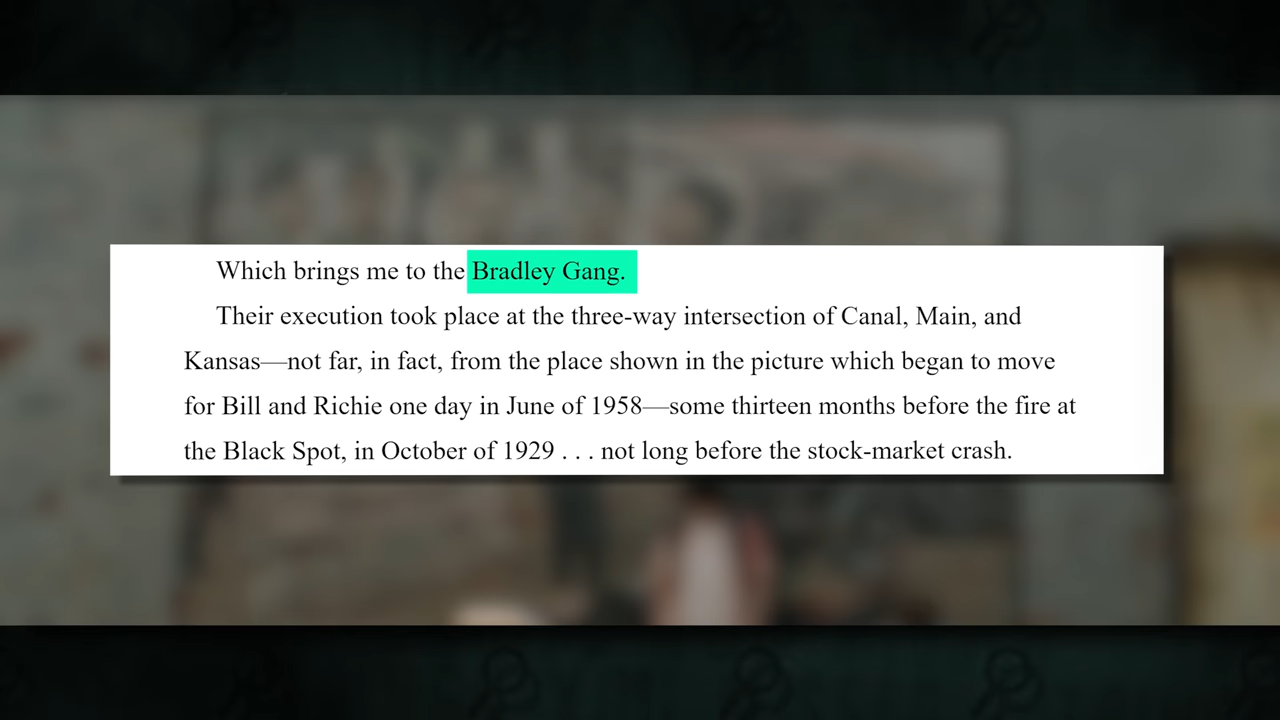 Which brings me to the Bradley Gang.
Their execution took place at the three-way intersection of Canal, Main, and
Kansas—not far, in fact, from the place shown in the picture which began to move
for Bill and Richie one day in June of 1958—some thirteen months before the fire at
the Black Spot, in October of 1929 . . . not long before the stock-market crash.